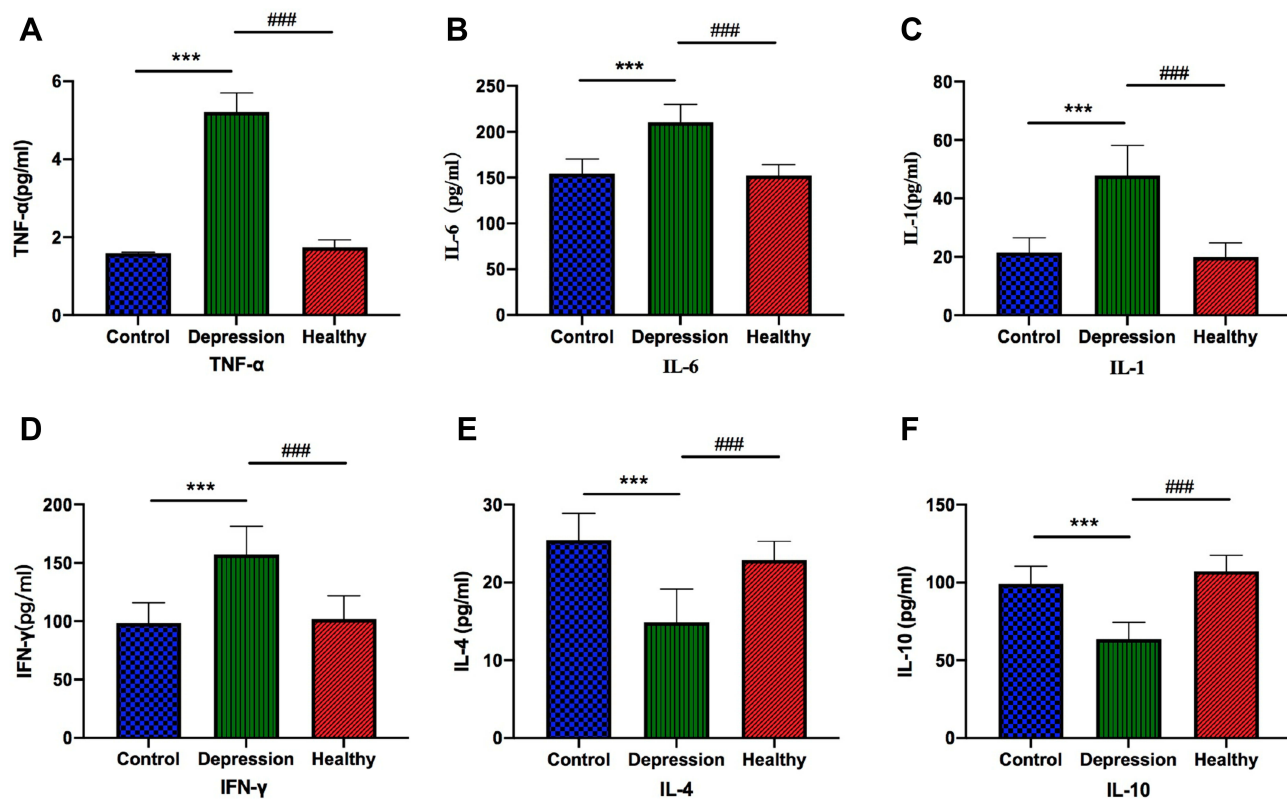 A
###
***
TNF-α(pg/ml)
6
4
2
0
Control Depression Healthy
TNF-α
B
###
***
IL-6 (pg/ml)
250
200
150
100
50
0
Control Depression Healthy
IL-6
C
###
***
IL-1(pg/ml)
80
60
40
20
0
Control Depression Healthy
IL-1
D
###
***
IFN-γ(pg/ml)
200
150
100
50
0
Control Depression Healthy
IFN-γ
E
###
***
IL-4 (pg/ml)
30
20
10
0
Control Depression Healthy
IL-4
F
###
***
IL-10 (pg/ml)
150
100
50
0
Control Depression Healthy
IL-10